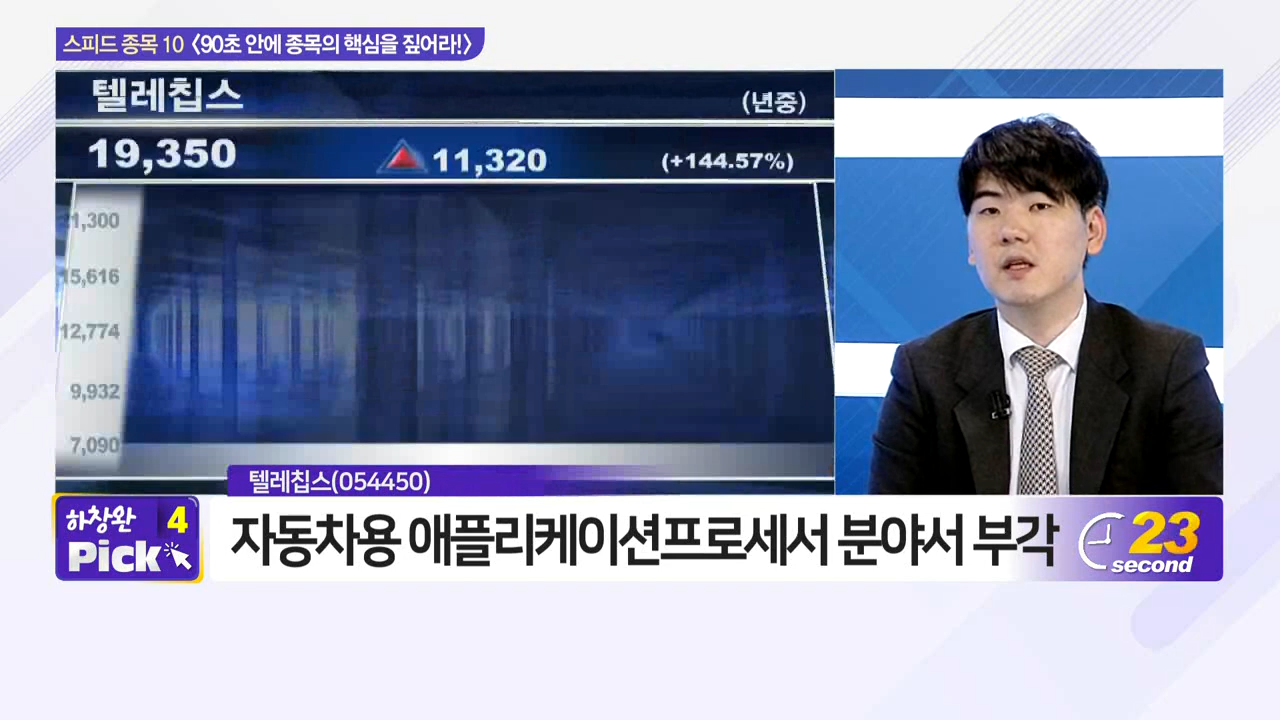 스피드 종목 10 〈90초 안에 종목의 핵심을 짚어라!〉
텔레칩스
(년중)
19,350 ▲ 11,320 (+144.57%)
15,616
12,774
9,932
7,090
텔레칩스(054450)
하창완 4
Pick
자동차용 애플리케이션프로세서 분야서 부각
23
second